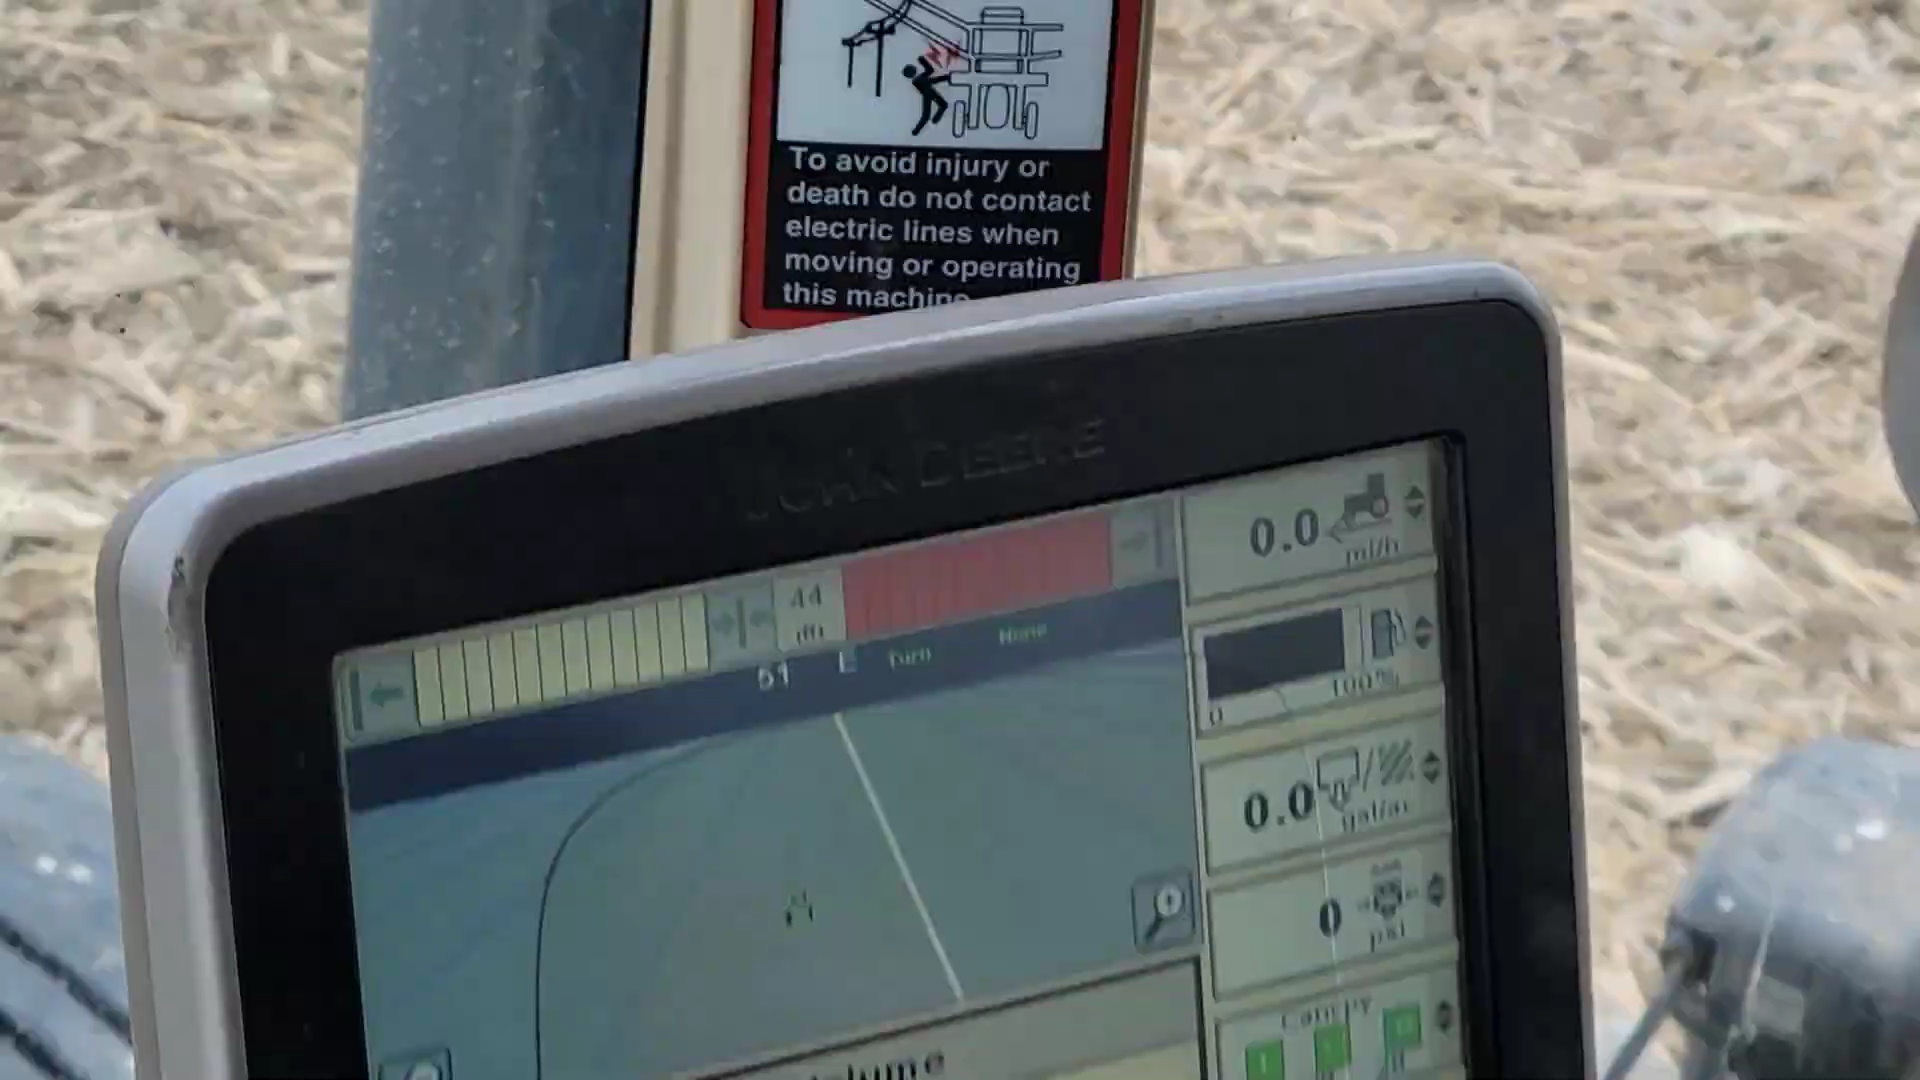 To avoid injury or
death do not contact
electric lines when
moving or operating
this machine
JOHN DEERE
44
(ft)
51 E Turn None
0.0
mi/h
0 100%
0.0
gal/ac
0
psi